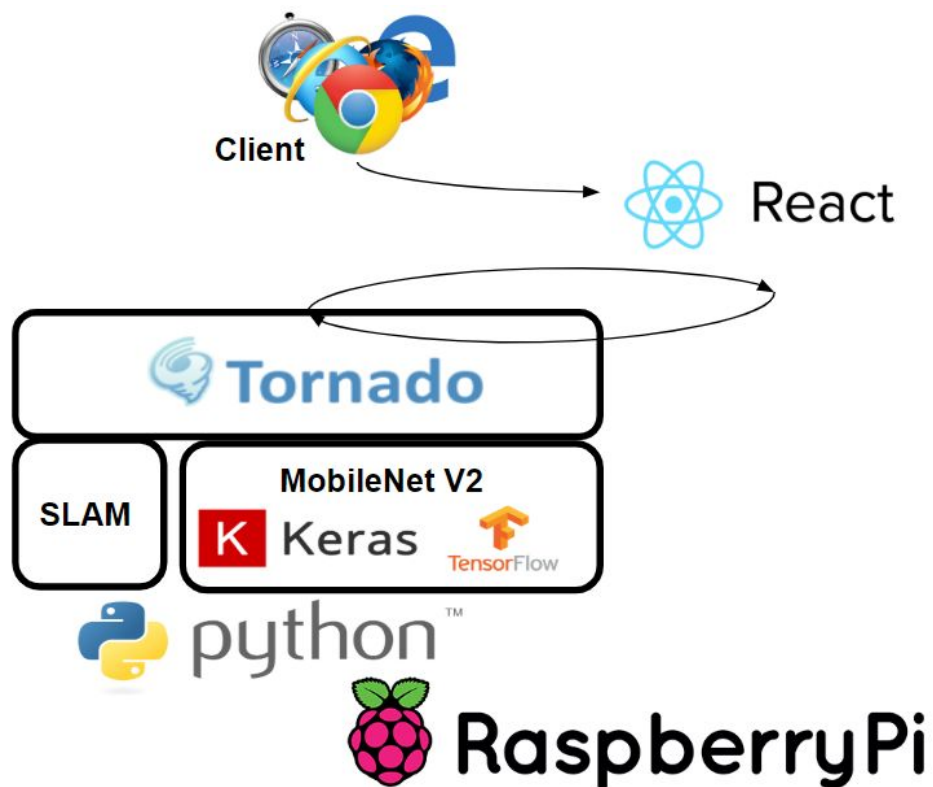 Client
React
Tornado
SLAM
MobileNet V2
K Keras
TensorFlow
python™
RaspberryPi